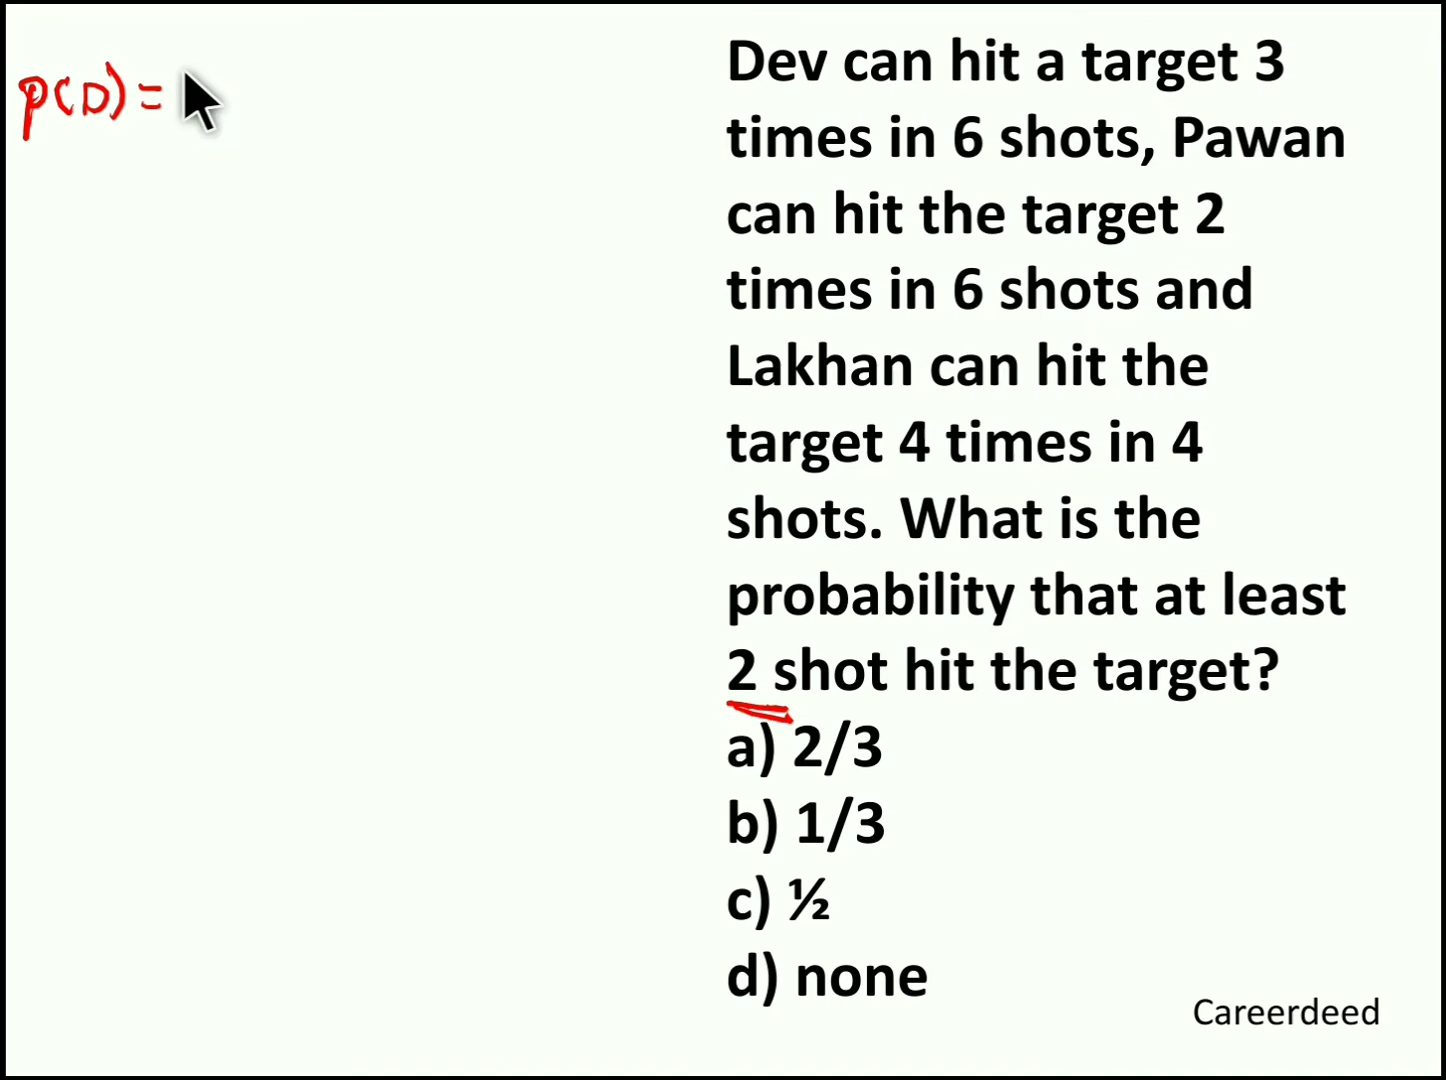 p(D) =
Dev can hit a target 3
times in 6 shots, Pawan
can hit the target 2
times in 6 shots and
Lakhan can hit the
target 4 times in 4
shots. What is the
probability that at least
2 shot hit the target?
a) 2/3
b) 1/3
c) ½
d) none
Careerdeed